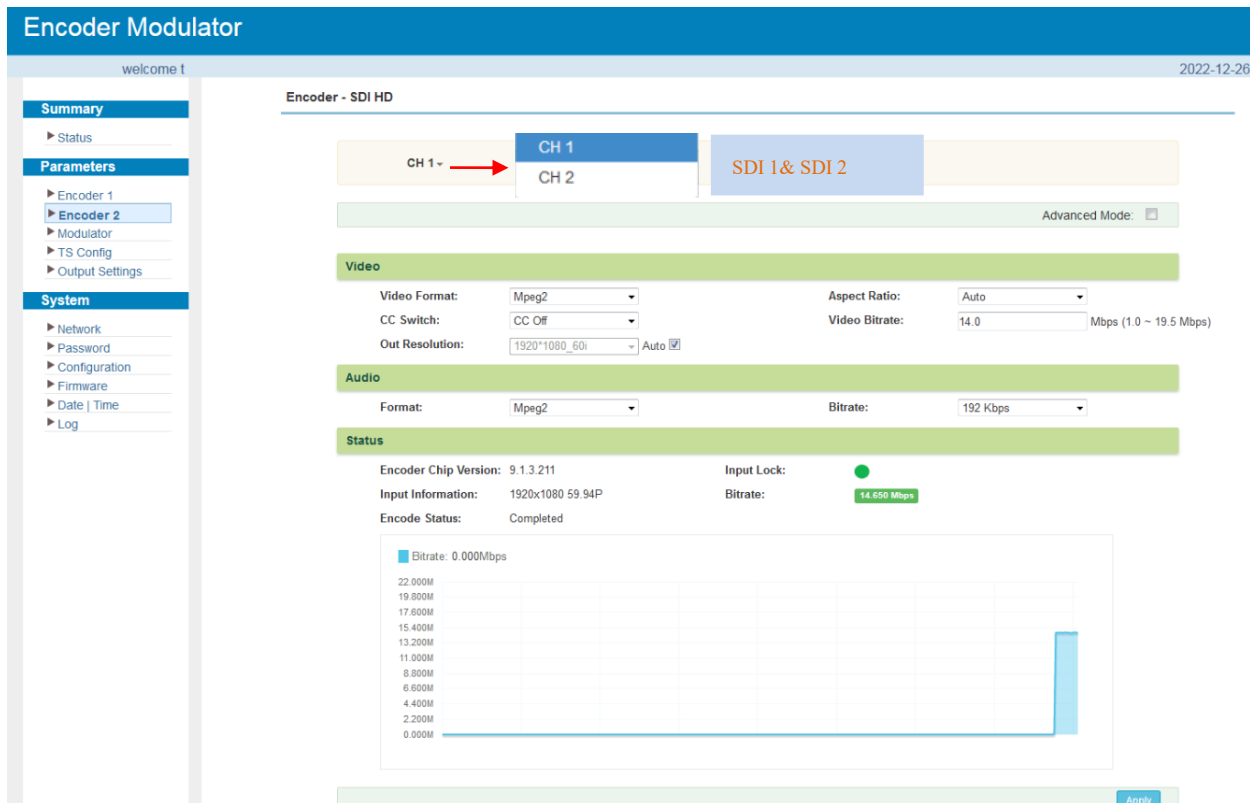 Encoder Modulator
welcome t
2022-12-26
Summary
Status
Parameters
Encoder 1
Encoder 2
Modulator
TS Config
Output Settings
System
Network
Password
Configuration
Firmware
Date | Time
Log
Encoder - SDI HD
CH 1
CH 1
CH 2
SDI 1& SDI 2
Advanced Mode:
Video
Video Format: Mpeg2 Aspect Ratio: Auto
CC Switch: CC Off Video Bitrate: 14.0 Mbps (1.0 ~ 19.5 Mbps)
Out Resolution: 1920*1080_60i Auto
Audio
Format: Mpeg2 Bitrate: 192 Kbps
Status
Encoder Chip Version: 9.1.3.211 Input Lock:
Input Information: 1920x1080 59.94P Bitrate: 14.650 Mbps
Encode Status: Completed
Bitrate: 0.000Mbps
22.000M
19.800M
17.600M
15.400M
13.200M
11.000M
8.800M
6.600M
4.400M
2.200M
0.000M
Apply